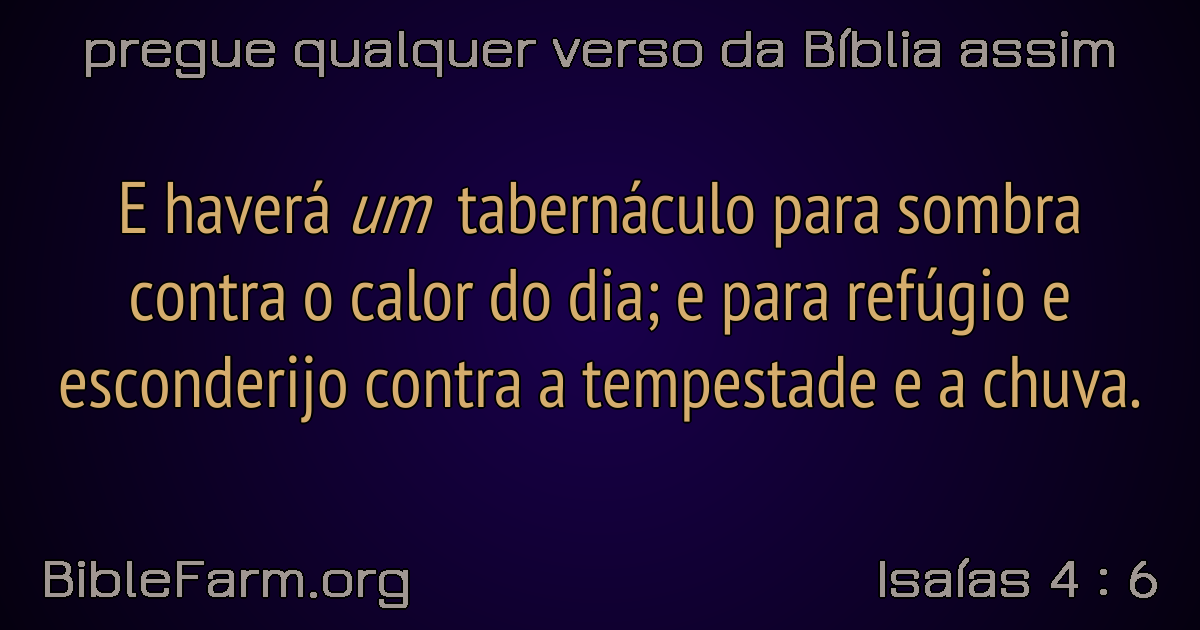 pregue qualquer verso da Bíblia assim
E haverá um tabernáculo para sombra
contra o calor do dia; e para refúgio e
esconderijo contra a tempestade e a chuva.
BibleFarm.org
Isaías 4 : 6